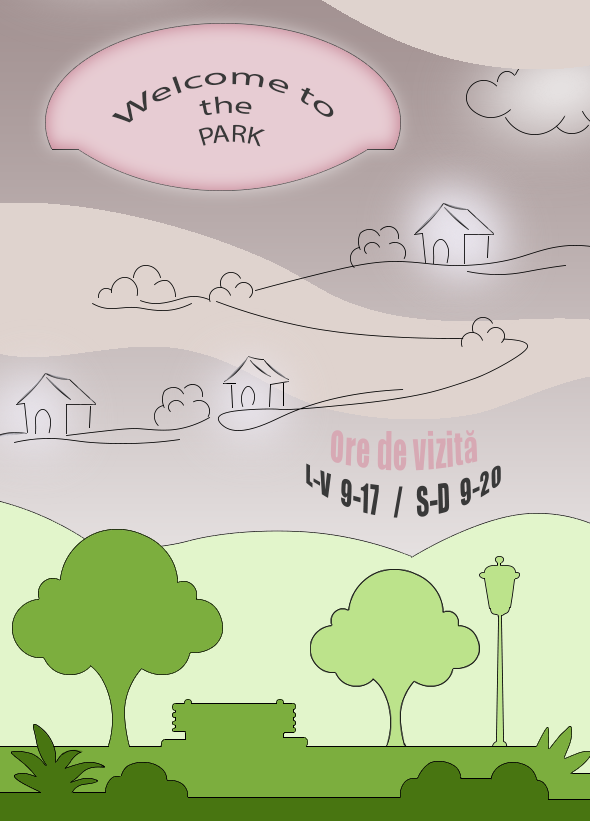 Welcome to
the
PARK
Ore de vizită
L-V 9-17 / S-D 9-20